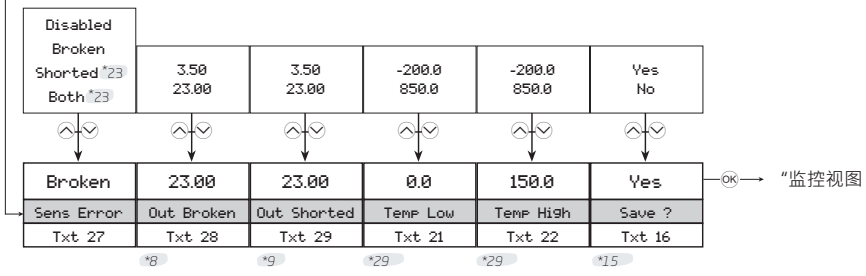 Disabled
Broken
Shorted *23
Both *23
3.50
23.00
3.50
23.00
-200.0
850.0
-200.0
850.0
Yes
No
Broken 23.00 23.00 0.0 150.0 Yes OK "监控视图
Sens Error Out Broken Out Shorted Temp Low Temp High Save ?
Txt 27 Txt 28 Txt 29 Txt 21 Txt 22 Txt 16
*8 *9 *29 *29 *15